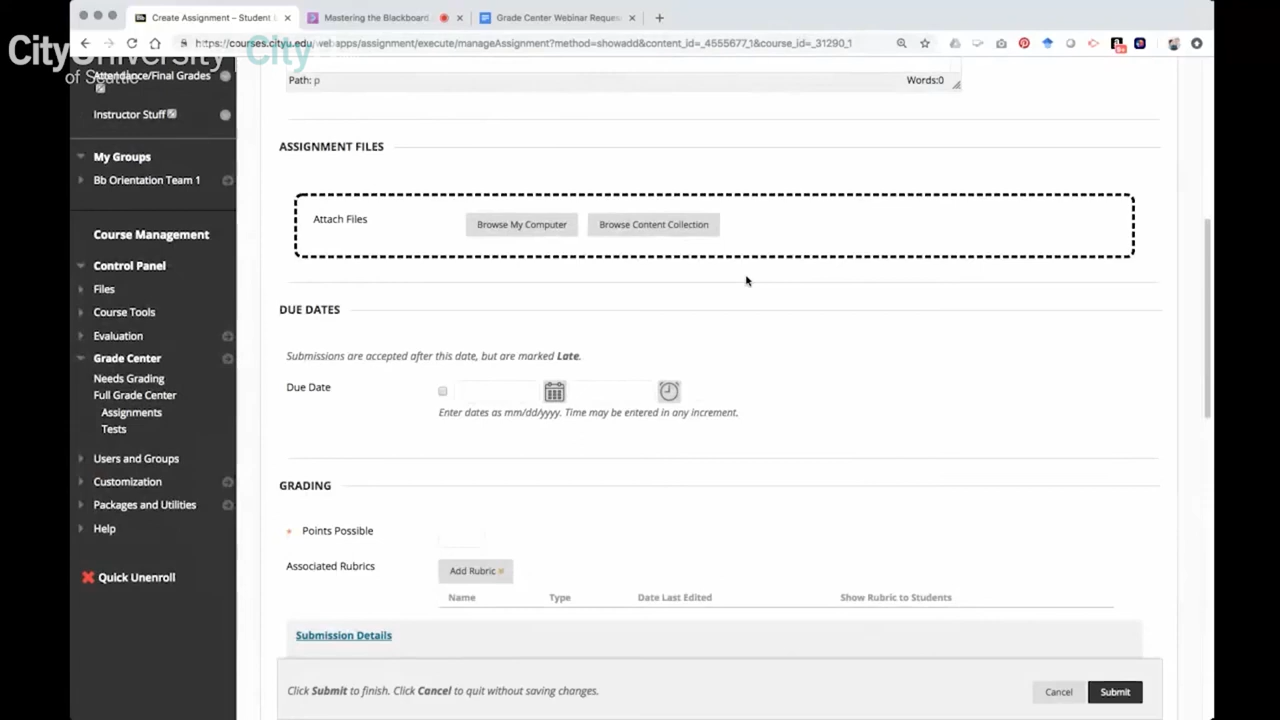 Create Assignment – Student
Mastering the Blackboard
Grade Center Webinar Reques
https://courses.cityu.edu/webapps/assignment/execute/manageAssignment?method=showadd&content_id=_4555677_1&course_id=_31290_1
9+
CityUniversity
City
of Seattle
Attendance/Final Grades
Instructor Stuff
My Groups
Bb Orientation Team 1
Course Management
Control Panel
Files
Course Tools
Evaluation
Grade Center
Needs Grading
Full Grade Center
Assignments
Tests
Users and Groups
Customization
Packages and Utilities
Help
Quick Unenroll
Path: p
Words:0
ASSIGNMENT FILES
Attach Files
Browse My Computer
Browse Content Collection
DUE DATES
Submissions are accepted after this date, but are marked Late.
Due Date
Enter dates as mm/dd/yyyy. Time may be entered in any increment.
GRADING
Points Possible
Associated Rubrics
Add Rubric
Name Type Date Last Edited Show Rubric to Students
Submission Details
Click Submit to finish. Click Cancel to quit without saving changes.
Cancel
Submit